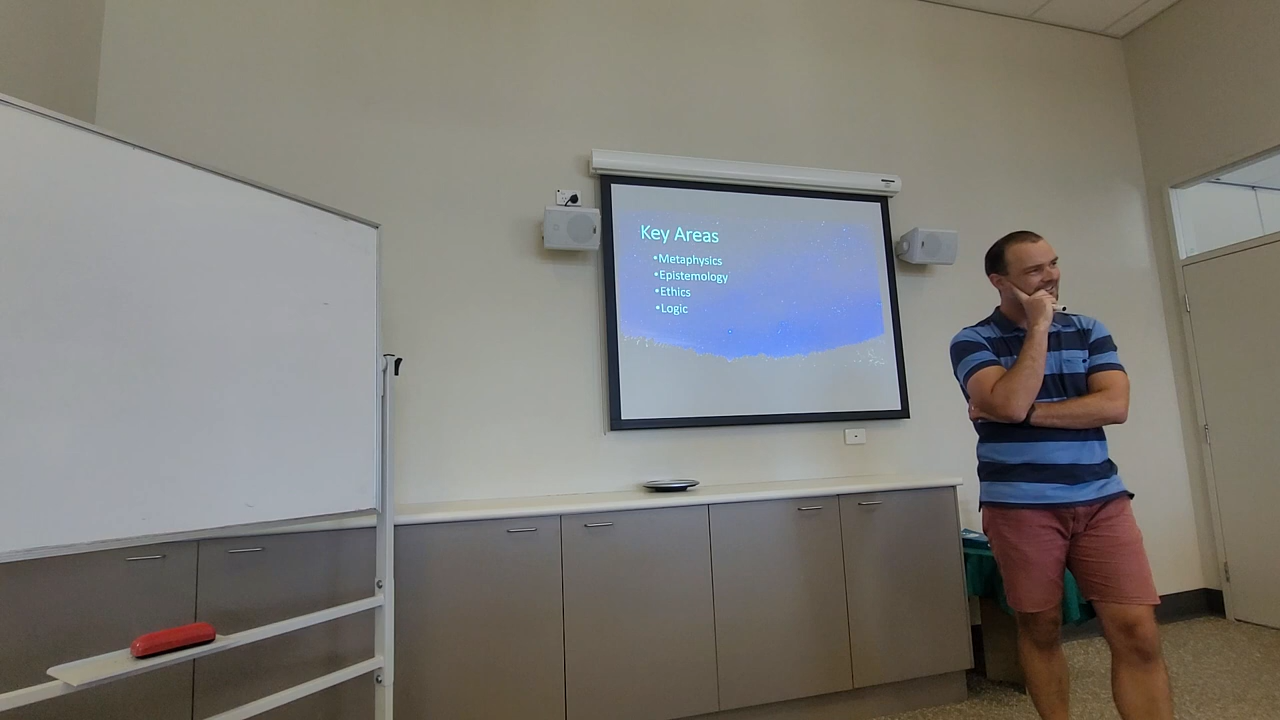 Key Areas
•Metaphysics
•Epistemology
•Ethics
•Logic